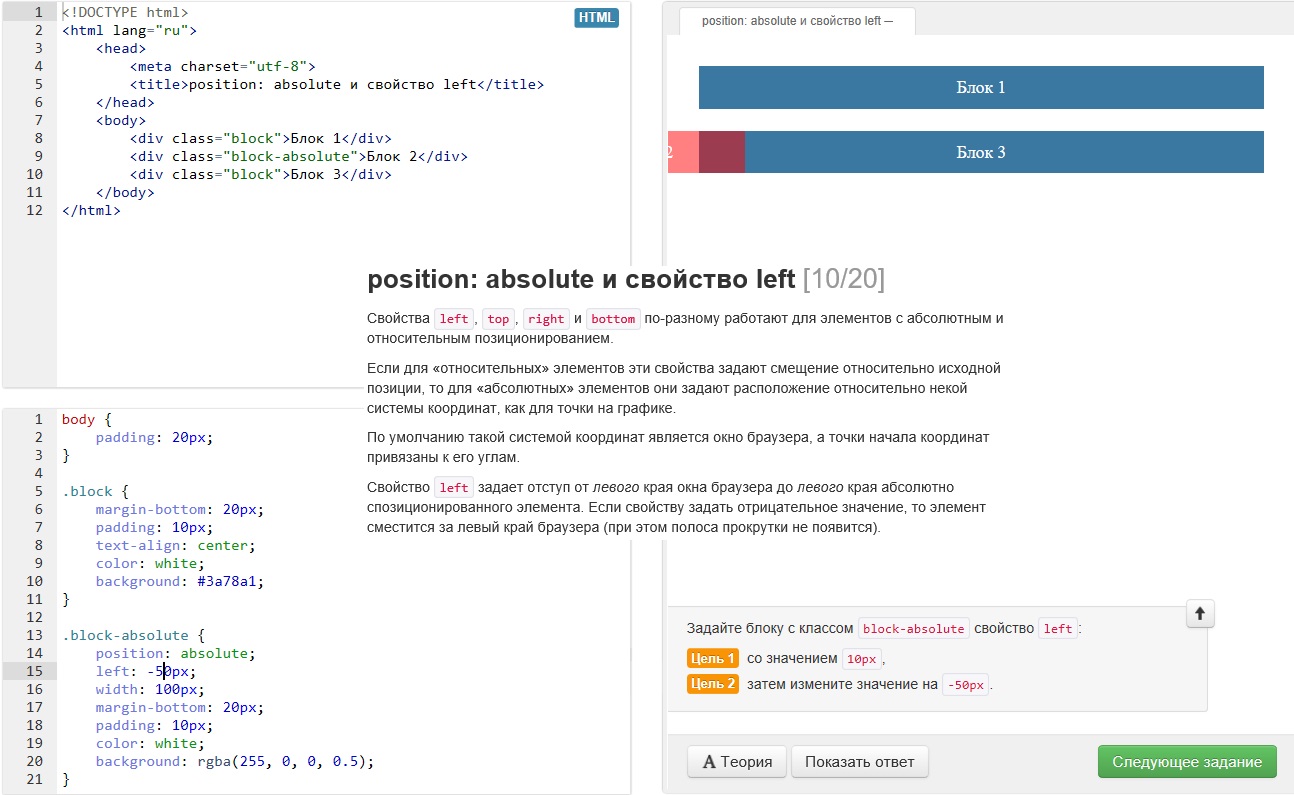 1 <!DOCTYPE html>
2 <html lang="ru">
3     <head>
4         <meta charset="utf-8">
5         <title>position: absolute и свойство left</title>
6     </head>
7     <body>
8         <div class="block">Блок 1</div>
9         <div class="block-absolute">Блок 2</div>
10         <div class="block">Блок 3</div>
11     </body>
12 </html>
HTML
position: absolute и свойство left —
Блок 1
2
Блок 3
position: absolute и свойство left [10/20]
Свойства left, top, right и bottom по-разному работают для элементов с абсолютным и
относительным позиционированием.
Если для «относительных» элементов эти свойства задают смещение относительно исходной
позиции, то для «абсолютных» элементов они задают расположение относительно некой
системы координат, как для точки на графике.
По умолчанию такой системой координат является окно браузера, а точки начала координат
привязаны к его углам.
Свойство left задает отступ от левого края окна браузера до левого края абсолютно
спозиционированного элемента. Если свойству задать отрицательное значение, то элемент
сместится за левый край браузера (при этом полоса прокрутки не появится).
1 body {
2     padding: 20px;
3 }
4
5 .block {
6     margin-bottom: 20px;
7     padding: 10px;
8     text-align: center;
9     color: white;
10     background: #3a78a1;
11 }
12
13 .block-absolute {
14     position: absolute;
15     left: -50px;
16     width: 100px;
17     margin-bottom: 20px;
18     padding: 10px;
19     color: white;
20     background: rgba(255, 0, 0, 0.5);
21 }
Задайте блоку с классом block-absolute свойство left:
Цель 1 со значением 10px,
Цель 2 затем измените значение на -50px.
A Теория
Показать ответ
Следующее задание